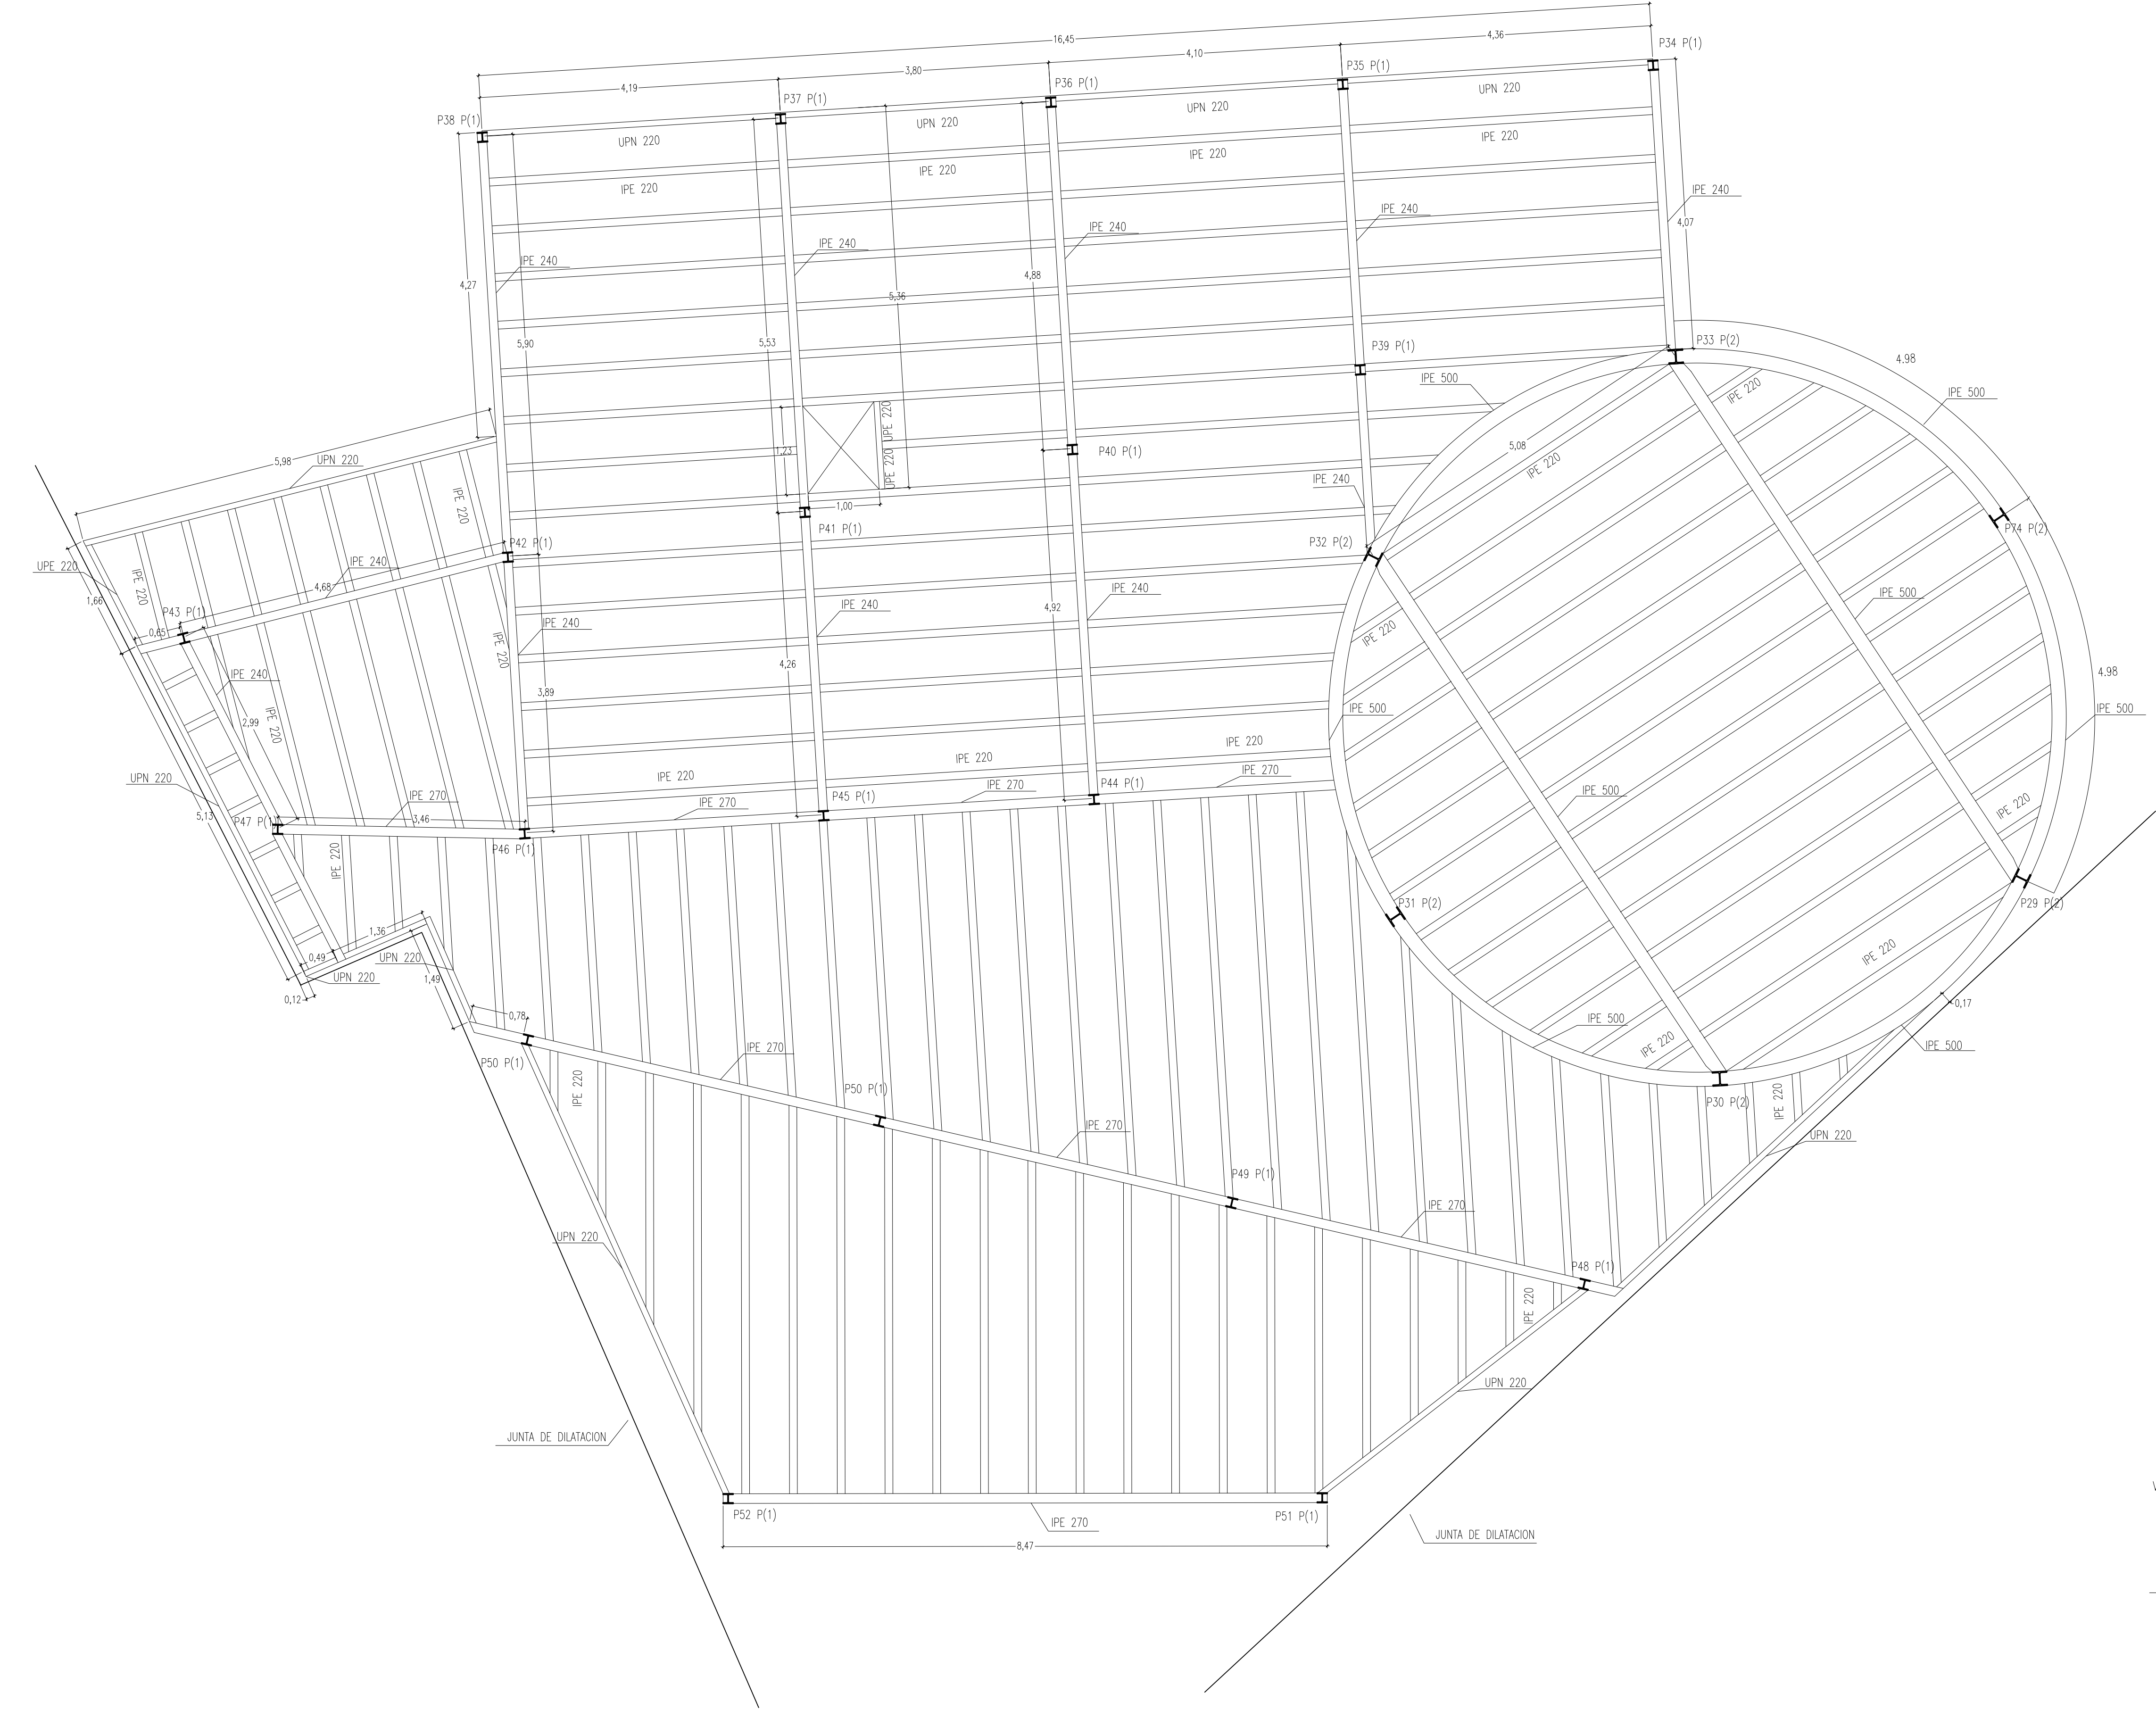 16,45
4,36
4,10
3,80
4,19
P34 P(1)
P35 P(1)
P36 P(1)
P37 P(1)
P38 P(1)
UPN 220
UPN 220
UPN 220
UPN 220
IPE 220
IPE 220
IPE 220
IPE 220
IPE 240
4,07
IPE 240
IPE 240
IPE 240
IPE 240
4,27
4,88
5,36
5,53
5,90
P39 P(1)
P33 P(2)
4.98
IPE 500
IPE 500
IPE 220
UPE 220
UPE 220
1,23
1,00
P40 P(1)
5,08
IPE 220
5,98
UPN 220
IPE 220
IPE 240
P41 P(1)
P42 P(1)
P32 P(2)
P74 P(2)
UPE 220
1,66
IPE 220
IPE 240
4,68
P43 P(1)
0,65
IPE 240
IPE 240
IPE 240
4,92
IPE 220
IPE 500
IPE 220
IPE 240
4,26
IPE 240
2,99
IPE 220
3,89
4.98
IPE 500
IPE 500
IPE 220
IPE 220
IPE 220
IPE 270
IPE 270
IPE 270
UPN 220
5,13
P47 P(1
IPE 270
3,46
P46 P(1)
P45 P(1)
P44 P(1)
IPE 500
IPE 220
IPE 220
P31 P(2)
P29 P(2)
1,36
0,49
UPN 220
UPN 220
1,49
0,12
0,78
IPE 220
0,17
IPE 500
IPE 500
IPE 220
P50 P(1)
IPE 270
IPE 220
P50 P(1)
IPE 270
P30 P(2)
IPE 220
UPN 220
P49 P(1)
IPE 270
P48 P(1)
UPN 220
IPE 220
UPN 220
JUNTA DE DILATACION
P52 P(1)
IPE 270
P51 P(1)
8,47
JUNTA DE DILATACION